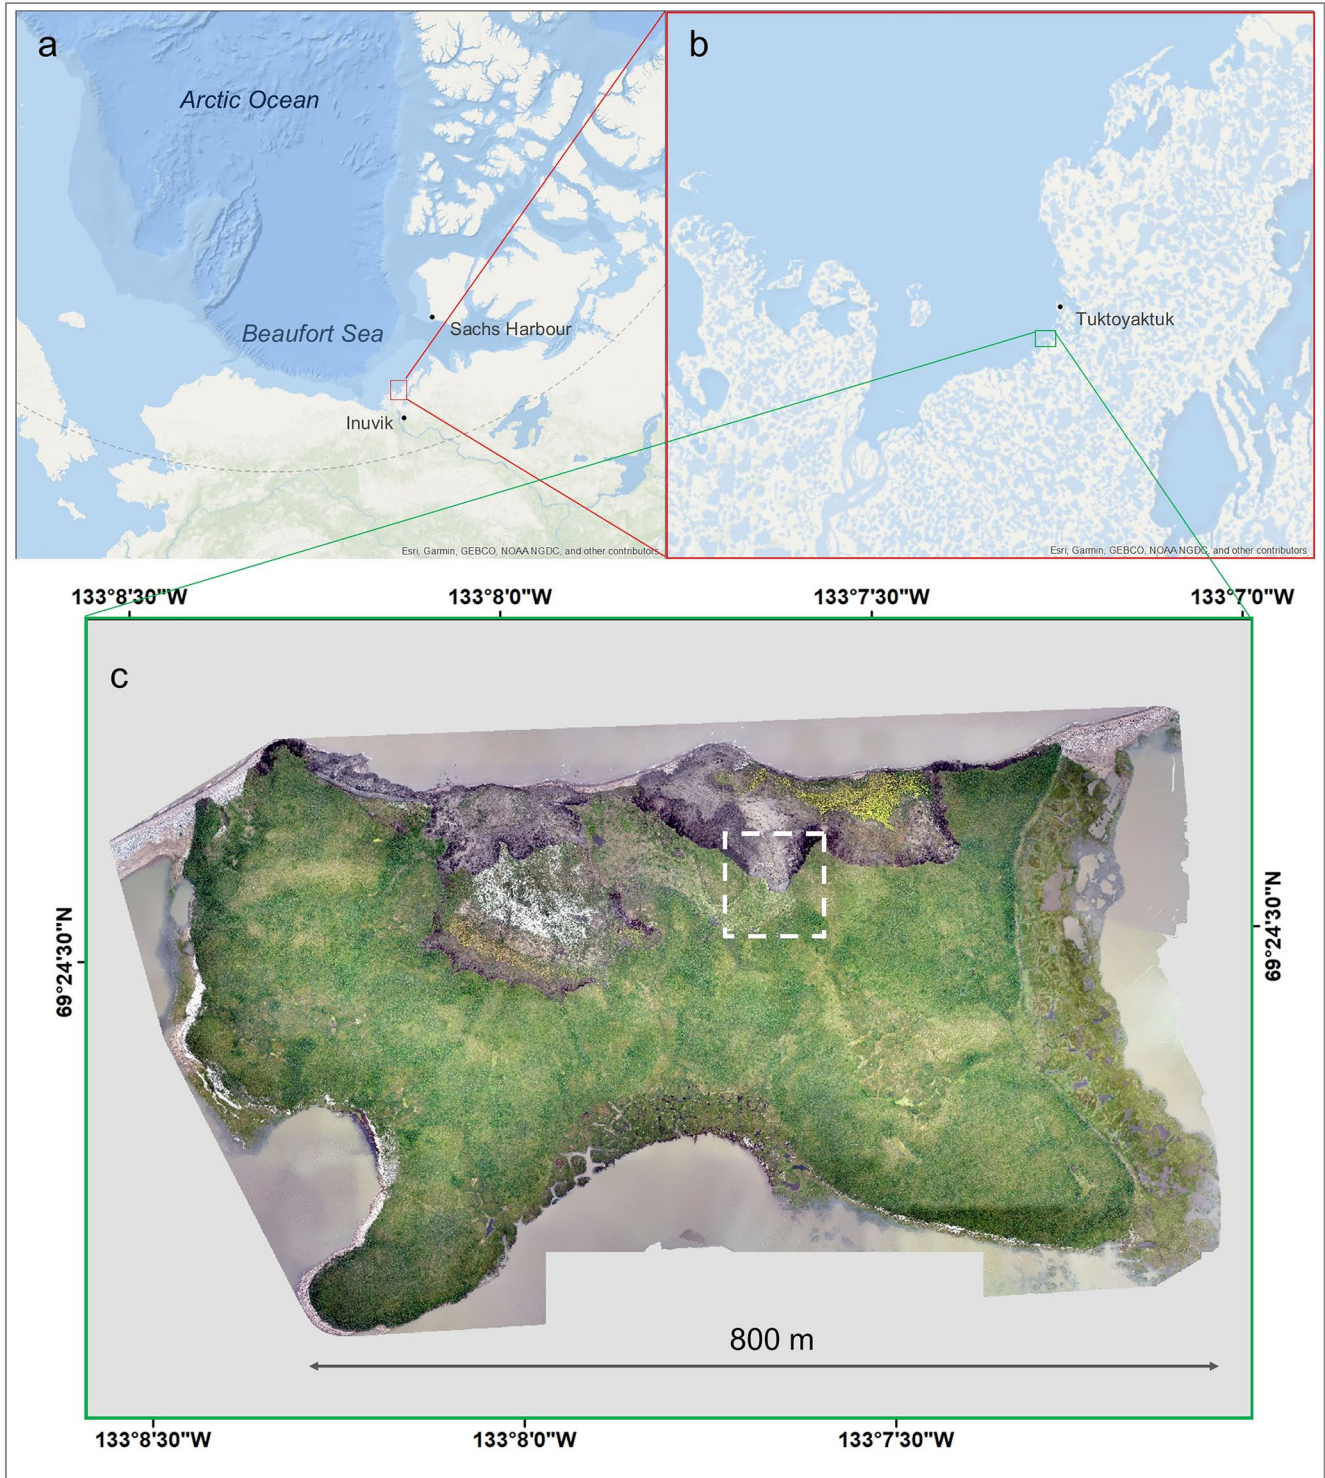 a
Arctic Ocean
Beaufort Sea
Sachs Harbour
Inuvik
Esri, Garmin, GEBCO, NOAA NGDC, and other contributors
b
Tuktoyaktuk
Esri, Garmin, GEBCO, NOAA NGDC, and other contributors
133°8'30"W
133°8'0"W
133°7'30"W
133°7'0"W
c
69°24'30"N
69°24'30"N
800 m
133°8'30"W
133°8'0"W
133°7'30"W